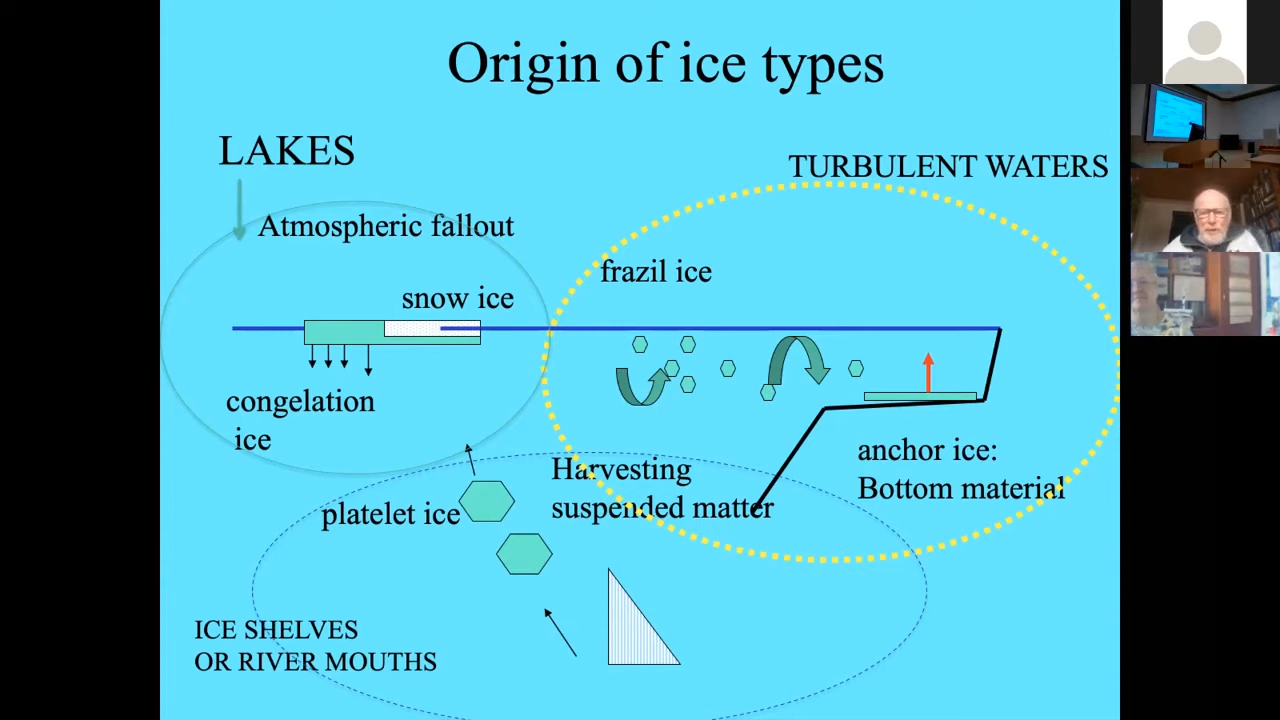 Origin of ice types
LAKES
TURBULENT WATERS
Atmospheric fallout
frazil ice
snow ice
congelation
ice
anchor ice:
Bottom material
Harvesting
suspended matter
platelet ice
ICE SHELVES
OR RIVER MOUTHS